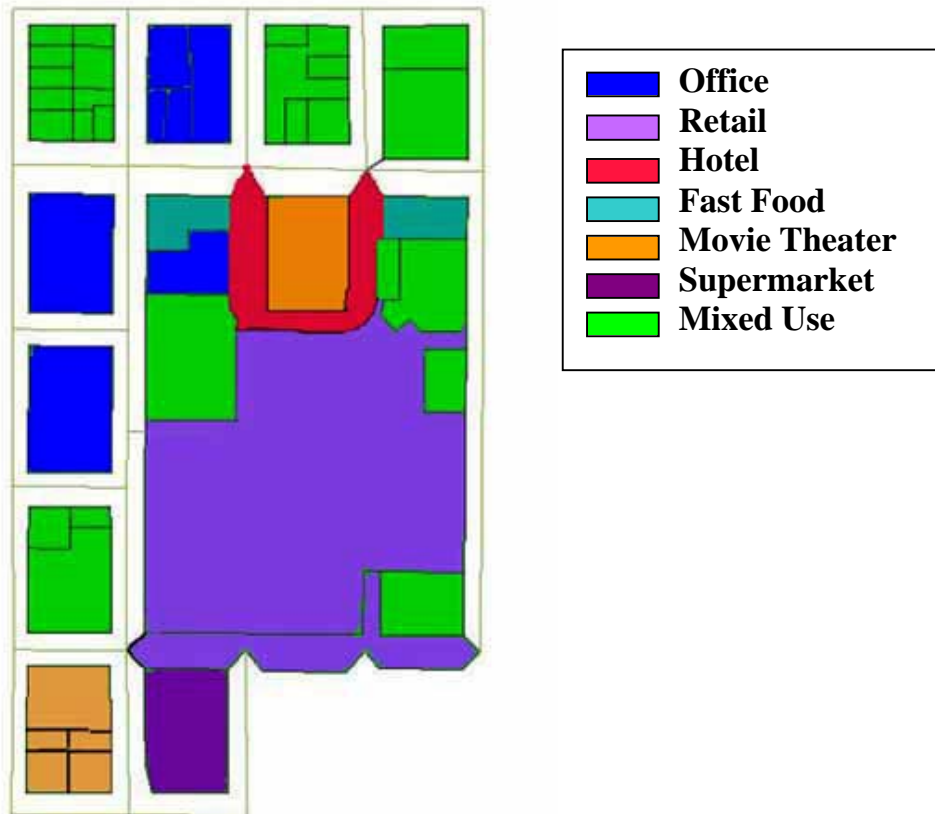 Office
Retail
Hotel
Fast Food
Movie Theater
Supermarket
Mixed Use